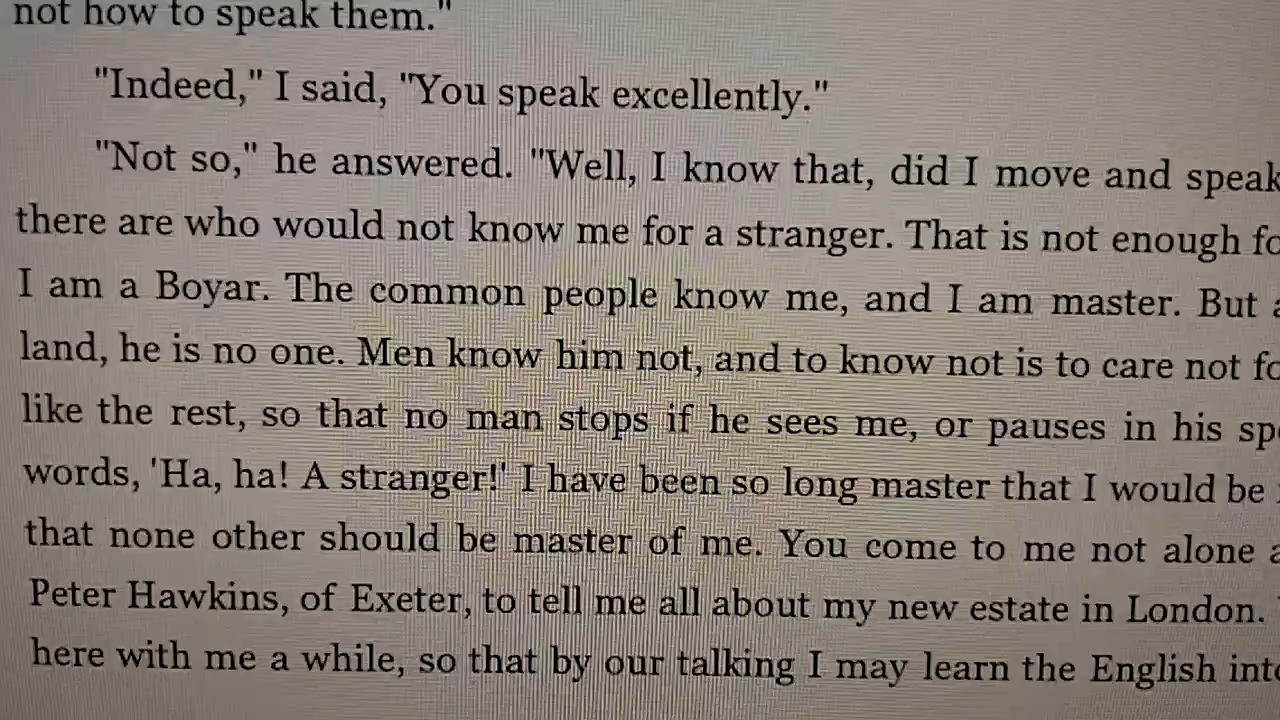 not how to speak them."
"Indeed," I said, "You speak excellently."
"Not so," he answered. "Well, I know that, did I move and speak
there are who would not know me for a stranger. That is not enough
I am a Boyar. The common people know me, and I am master. But
land, he is no one. Men know him not, and to know not is to care not
like the rest, so that no man stops if he sees me, or pauses in his
words, 'Ha, ha! A stranger!' I have been so long master that I would be
that none other should be master of me. You come to me not alone
Peter Hawkins, of Exeter, to tell me all about my new estate in London.
here with me a while, so that by our talking I may learn the English